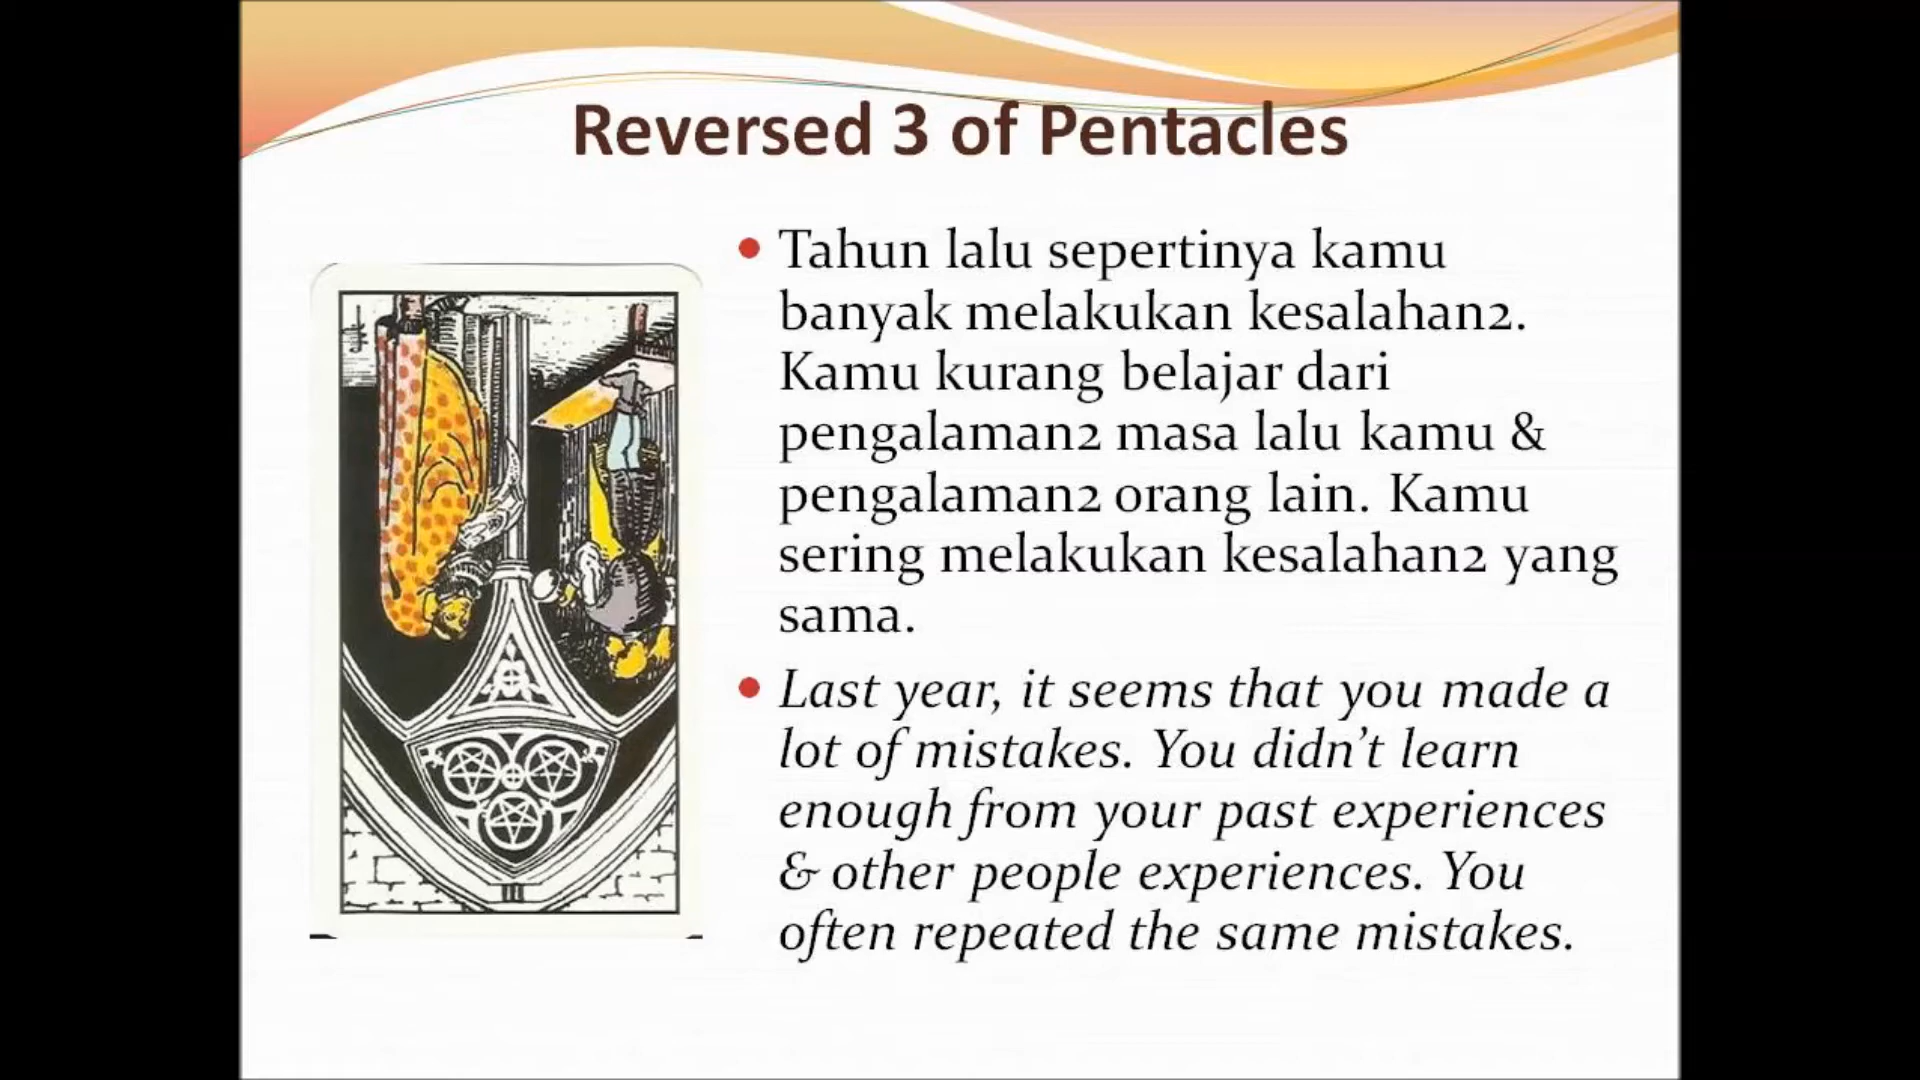 Reversed 3 of Pentacles
Tahun lalu sepertinya kamu
banyak melakukan kesalahan2.
Kamu kurang belajar dari
pengalaman2 masa lalu kamu &
pengalaman2 orang lain. Kamu
sering melakukan kesalahan2 yang
sama.
Last year, it seems that you made a
lot of mistakes. You didn't learn
enough from your past experiences
& other people experiences. You
often repeated the same mistakes.
III